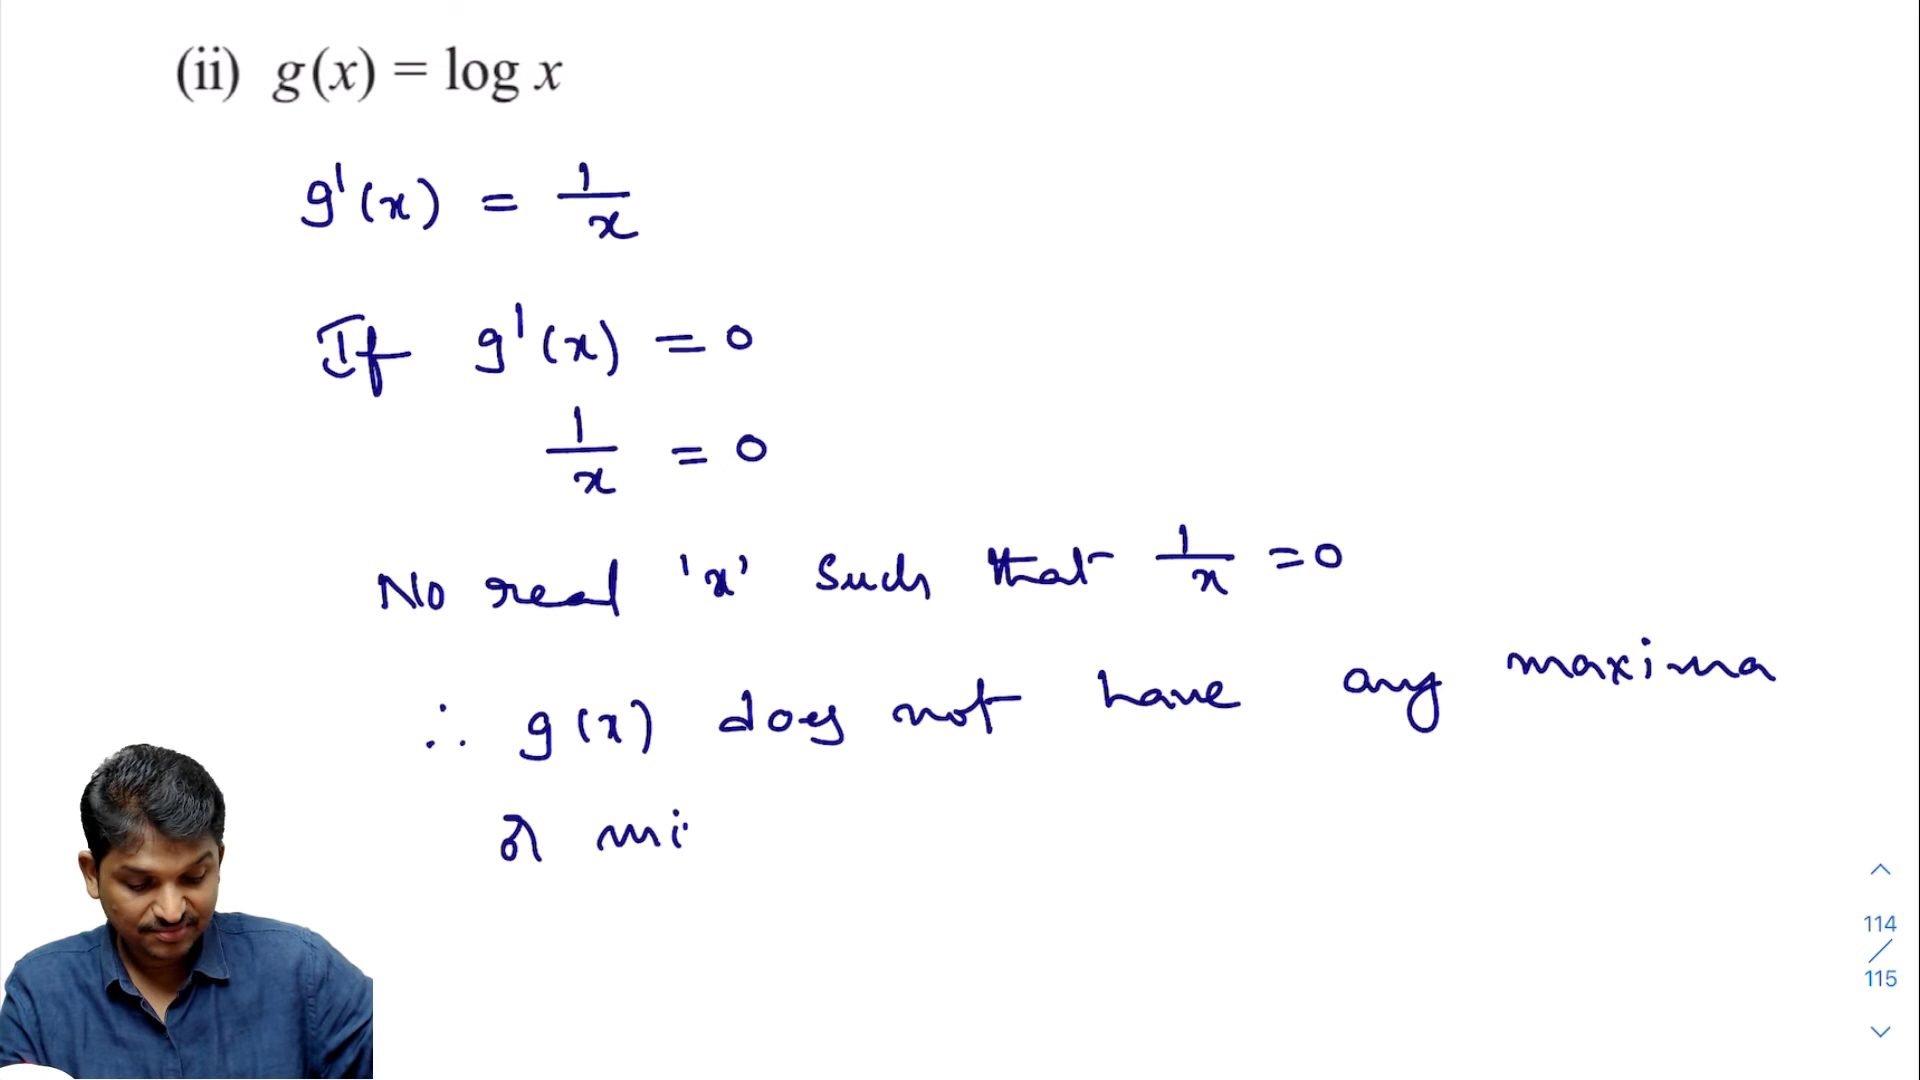 (ii) g(x) = log x
g'(x) = 1/x
If g'(x) = 0
1/x = 0
No real 'x' such that 1/x = 0
∴ g(x) does not have any maxima
or mi
114
/
115